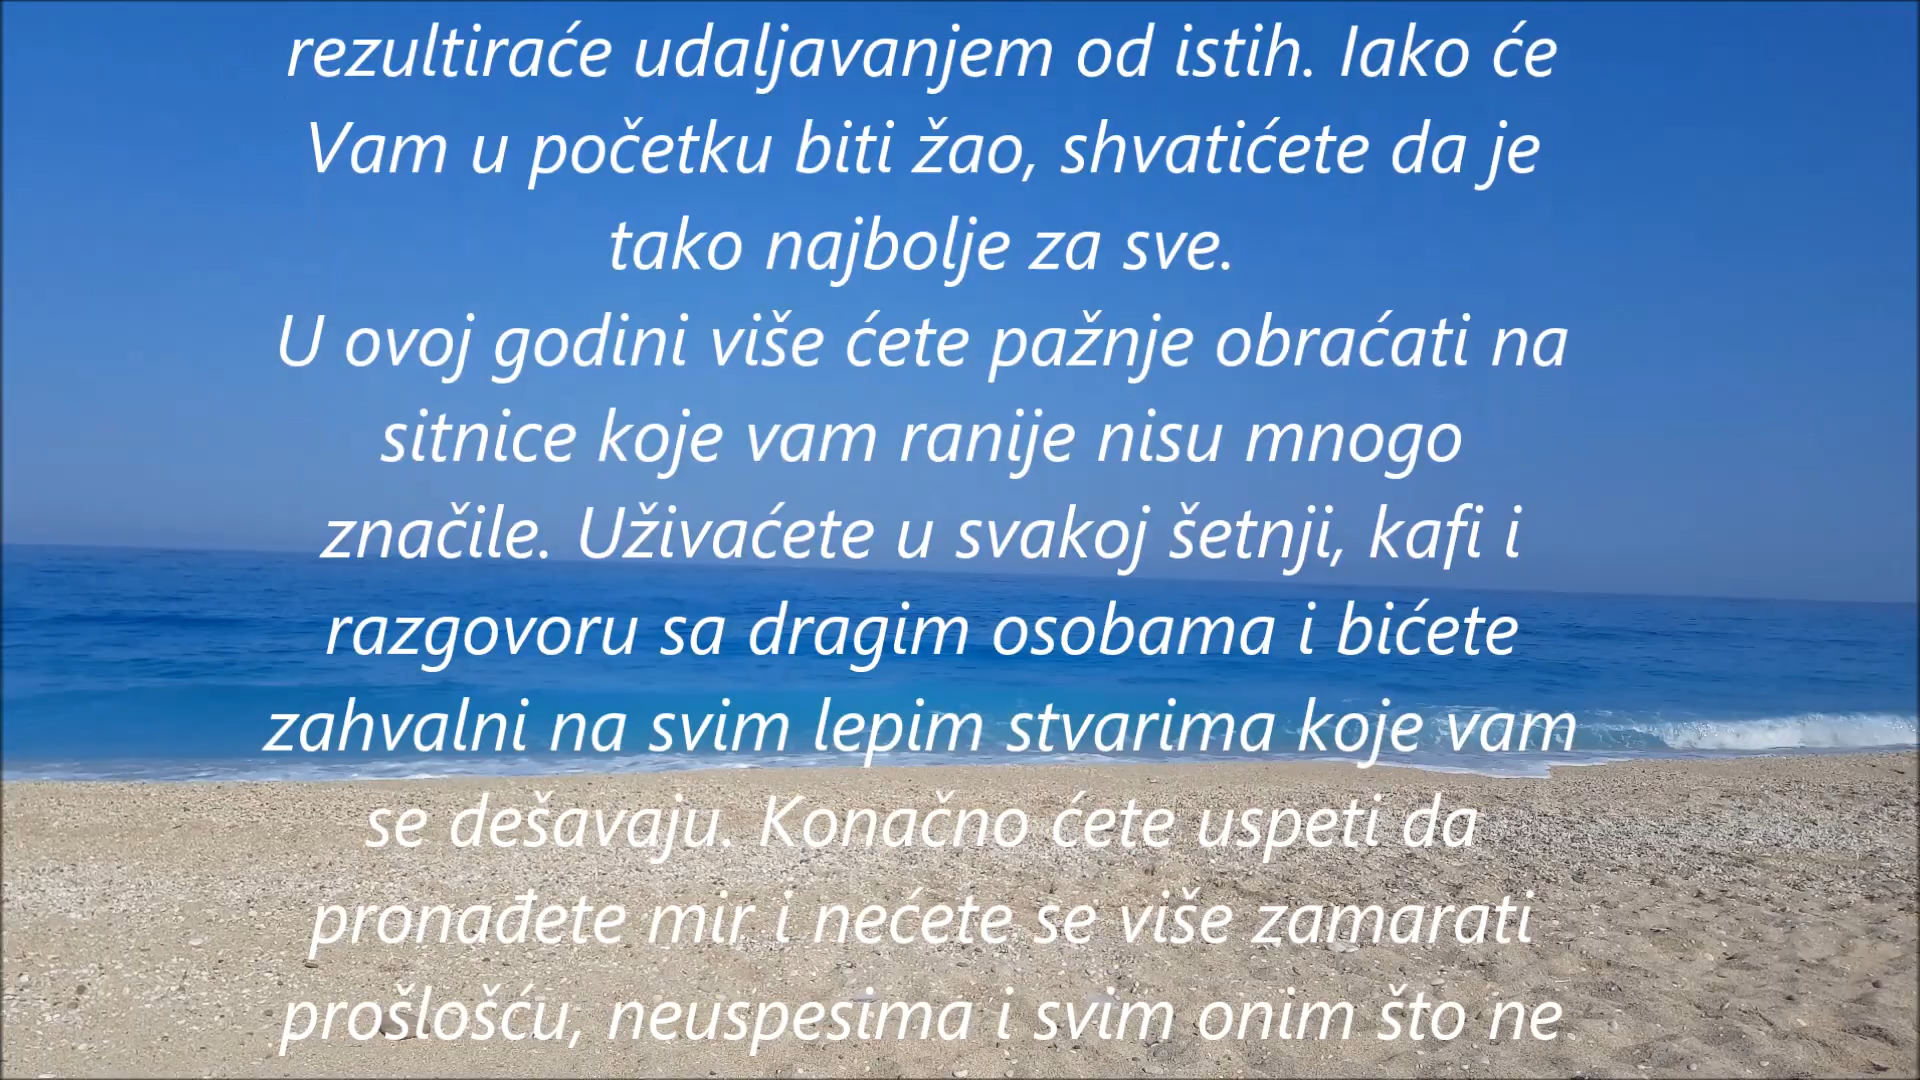 rezultiraće udaljavanjem od istih. Iako će
Vam u početku biti žao, shvatićete da je
tako najbolje za sve.
U ovoj godini više ćete pažnje obraćati na
sitnice koje vam ranije nisu mnogo
značile. Uživaćete u svakoj šetnji, kafi i
razgovoru sa dragim osobama i bićete
zahvalni na svim lepim stvarima koje vam
se dešavaju. Konačno ćete uspeti da
pronađete mir i nećete se više zamarati
prošlošću, neuspesima i svim onim što ne